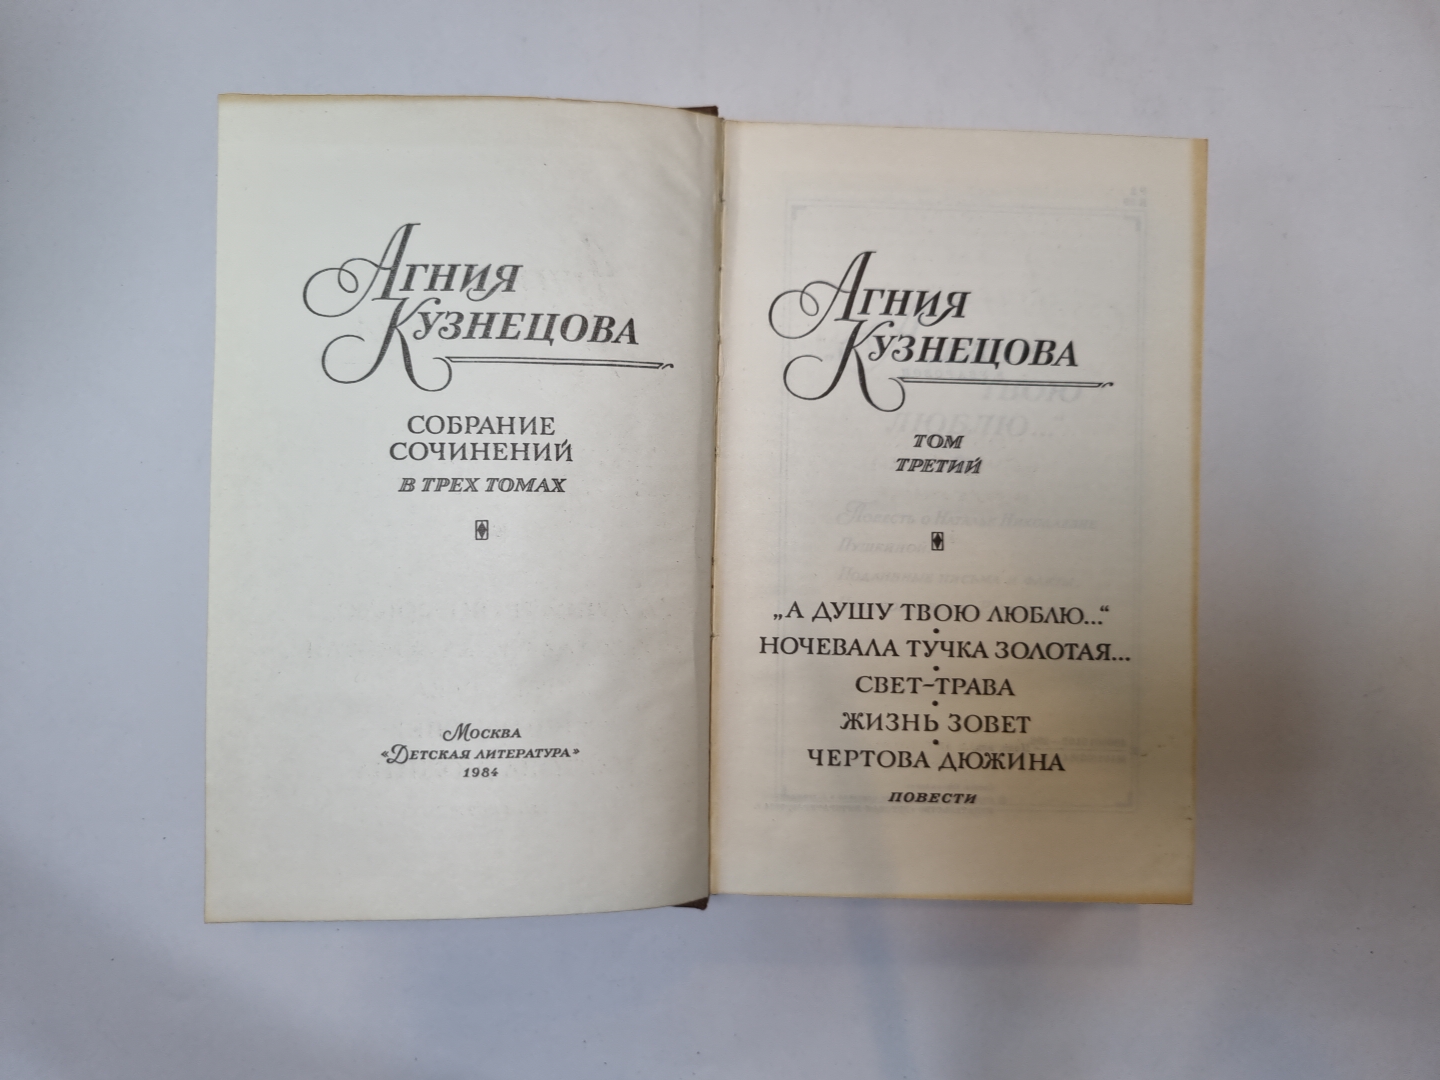 Агния
Кузнецова
СОБРАНИЕ
СОЧИНЕНИЙ
В ТРЕХ ТОМАХ
Москва
«Детская литература»
1984
Агния
Кузнецова
ТОМ
ТРЕТИЙ
„А ДУШУ ТВОЮ ЛЮБЛЮ...“
НОЧЕВАЛА ТУЧКА ЗОЛОТАЯ...
СВЕТ-ТРАВА
ЖИЗНЬ ЗОВЕТ
ЧЕРТОВА ДЮЖИНА
ПОВЕСТИ